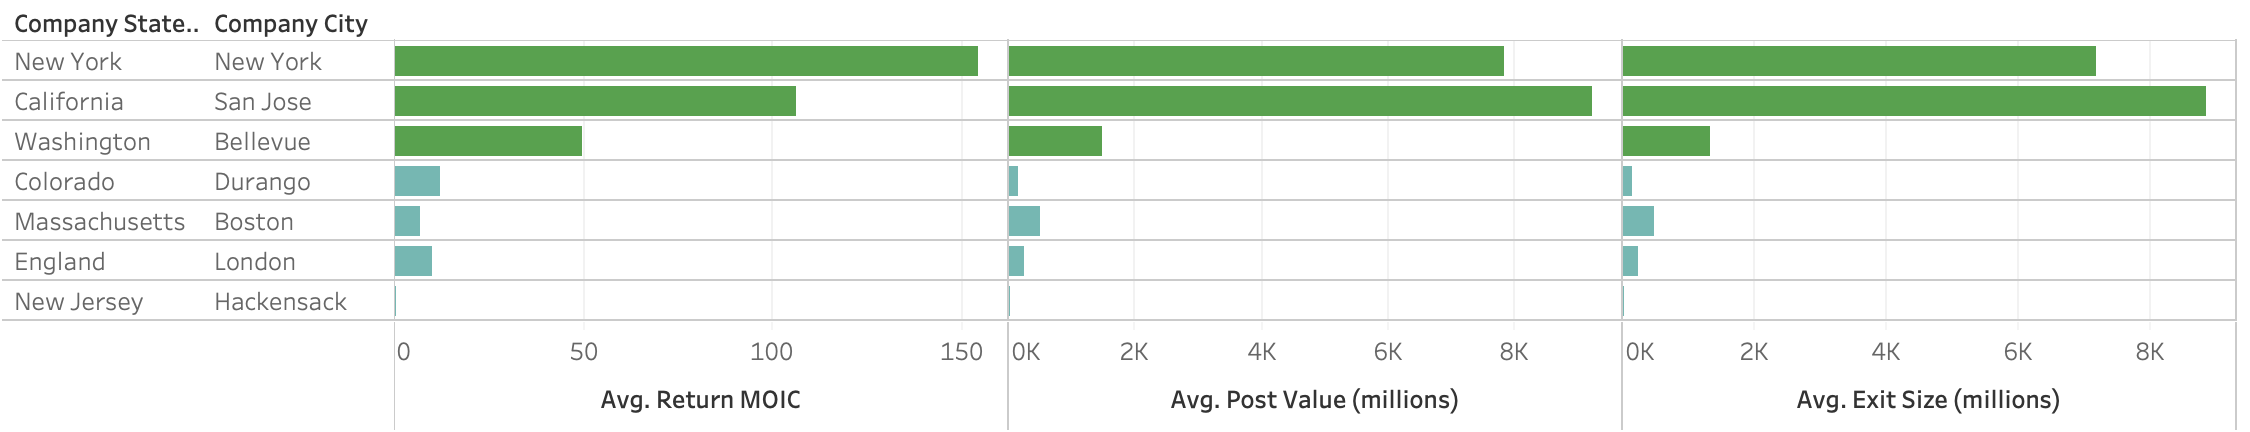 Company State.. Company City
New York New York
California San Jose
Washington Bellevue
Colorado Durango
Massachusetts Boston
England London
New Jersey Hackensack
0 50 100 150 0K 2K 4K 6K 8K 0K 2K 4K 6K 8K
Avg. Return MOIC Avg. Post Value (millions) Avg. Exit Size (millions)